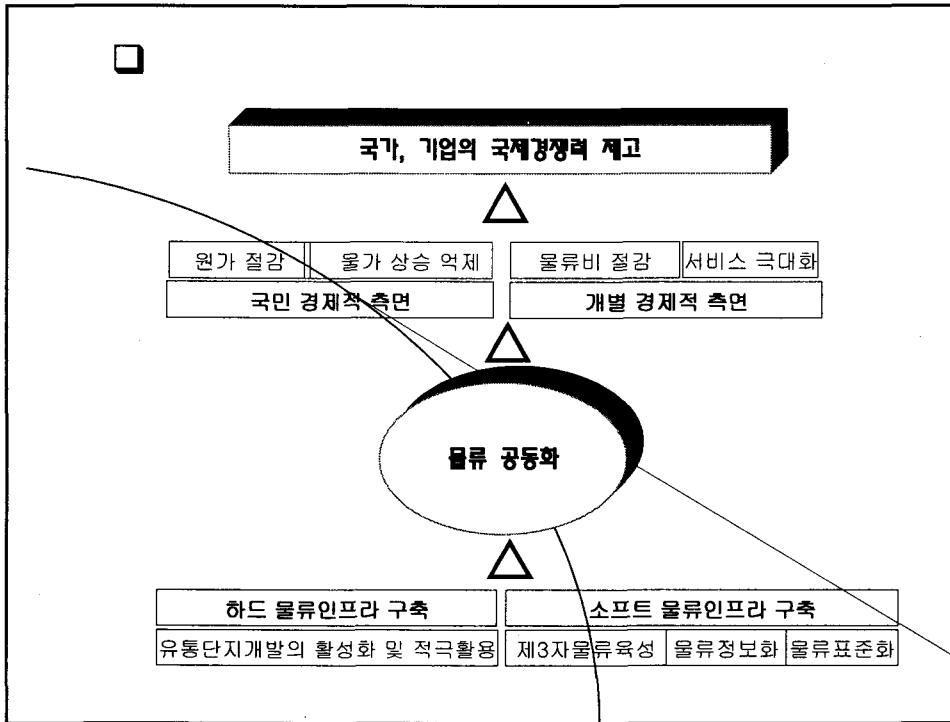 국가, 기업의 국제경쟁력 제고
원가 절감 물가 상승 억제 물류비 절감 서비스 극대화
국민 경제적 측면 개별 경제적 측면
물류 공동화
하드 물류인프라 구축 소프트 물류인프라 구축
유통단지개발의 활성화 및 적극활용 제3자물류육성 물류정보화 물류표준화